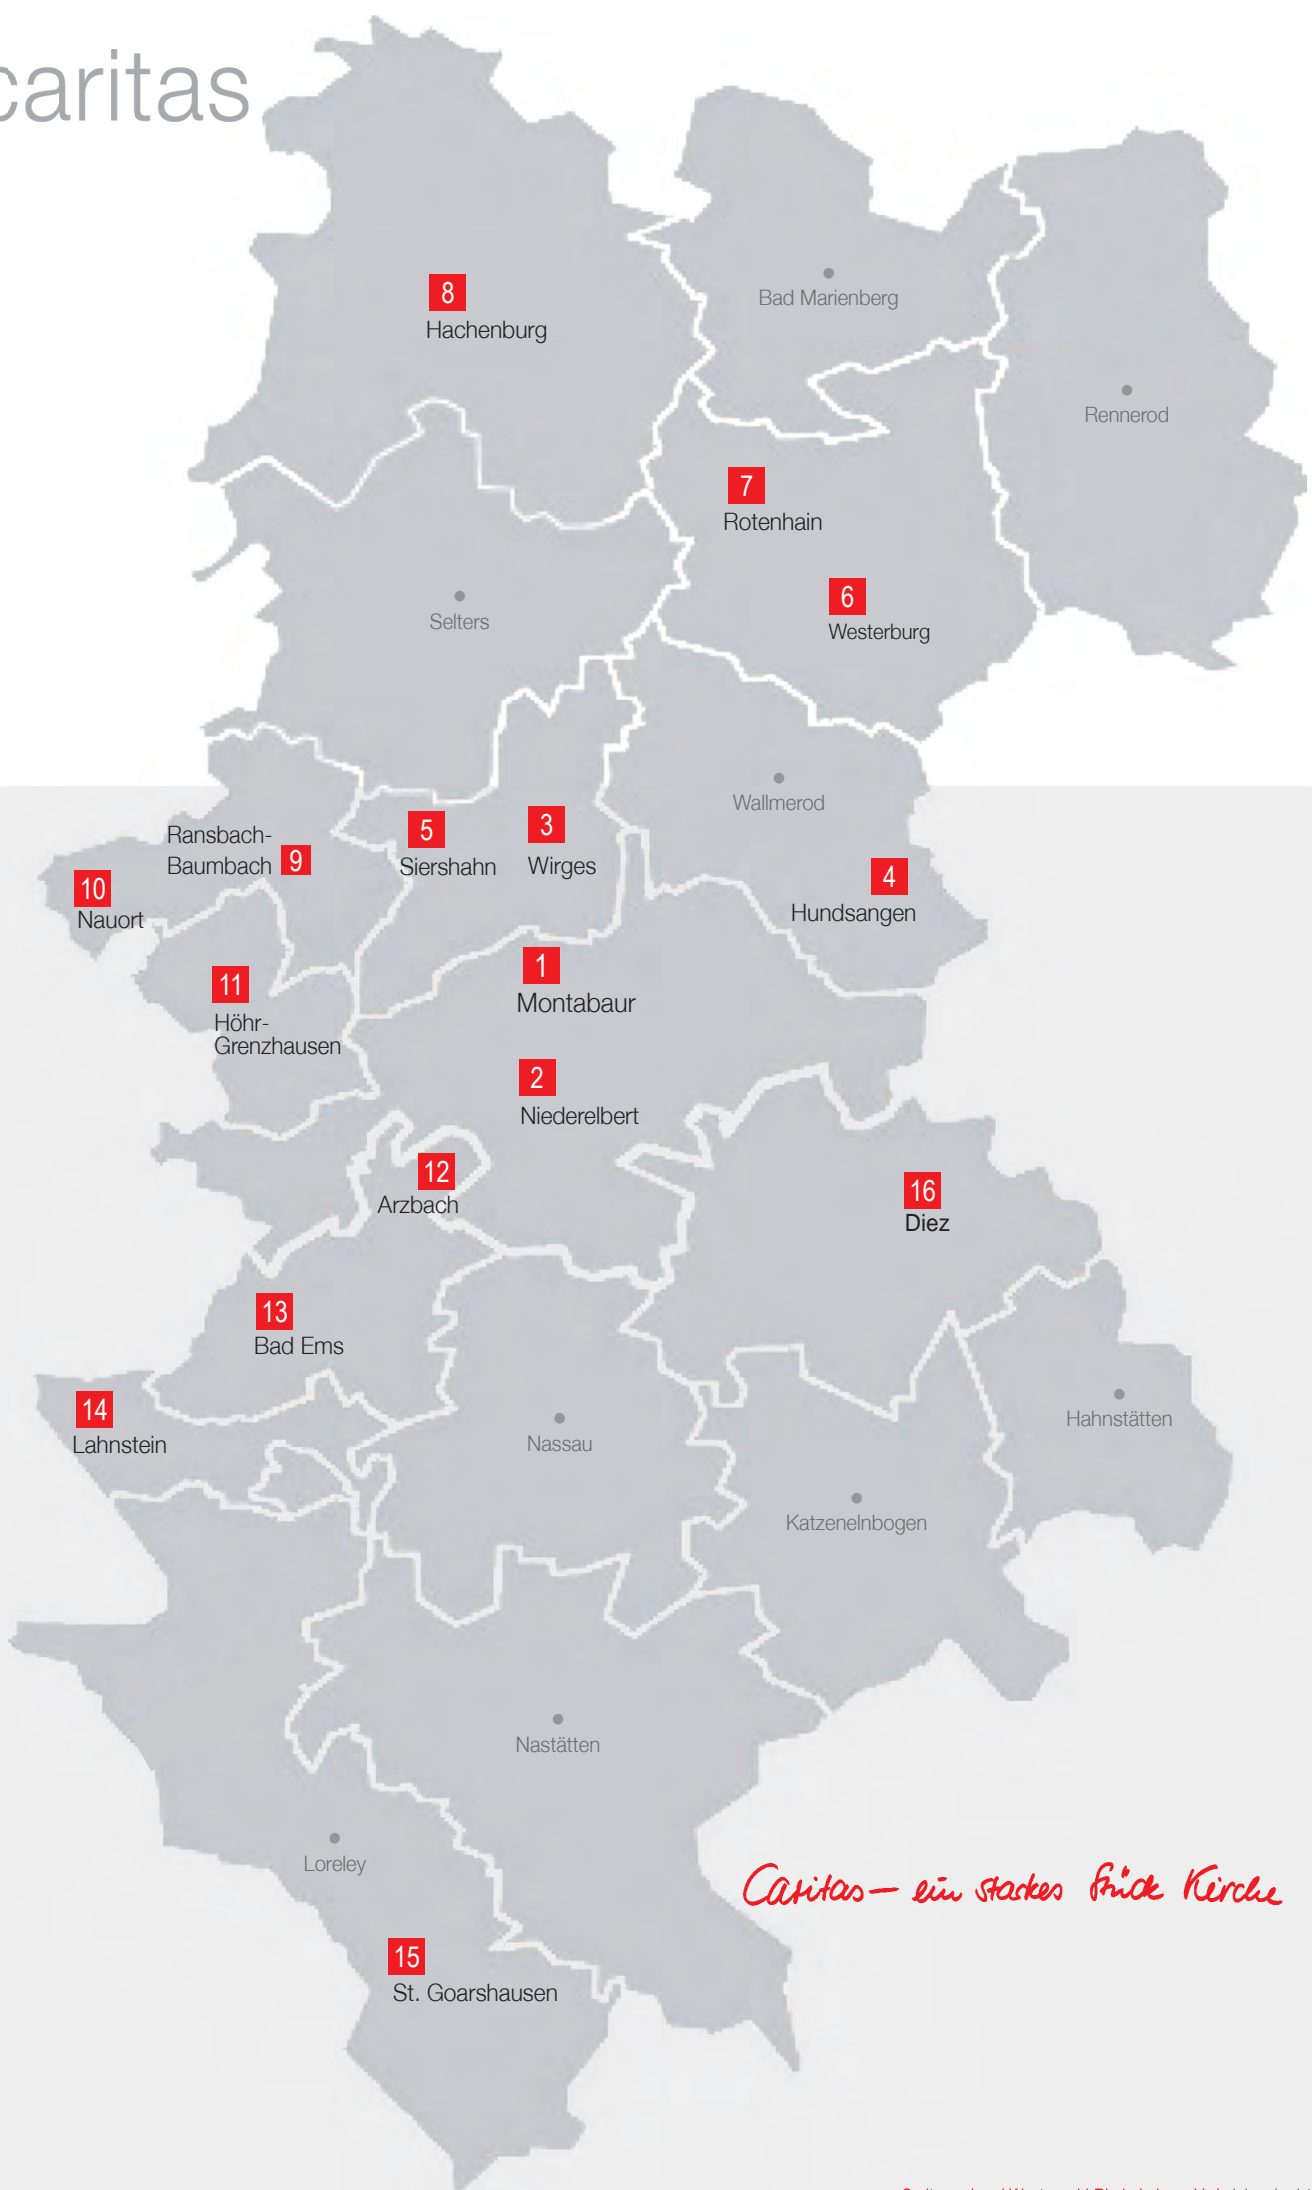 caritas
8
Hachenburg
Bad Marienberg
Rennerod
7
Rotenhain
6
Westerburg
Selters
Wallmerod
Ransbach-
Baumbach 9
5
Siershahn
3
Wirges
4
Hundsangen
10
Nauort
11
Höhr-
Grenzhausen
1
Montabaur
2
Niederelbert
12
Arzbach
16
Diez
13
Bad Ems
14
Lahnstein
Nassau
Hahnstätten
Katzenelnbogen
Nastätten
Loreley
Caritas – ein starkes Stück Kirche
15
St. Goarshausen